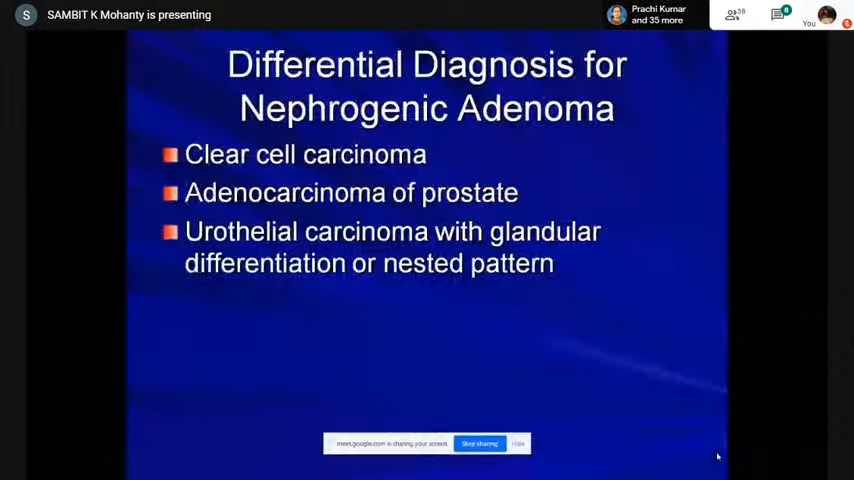 S SAMBIT K Mohanty is presenting
Prachi Kumar
and 35 more
38
8
You
Differential Diagnosis for
Nephrogenic Adenoma
Clear cell carcinoma
Adenocarcinoma of prostate
Urothelial carcinoma with glandular
differentiation or nested pattern
meet.google.com is sharing your screen. Stop sharing Hide